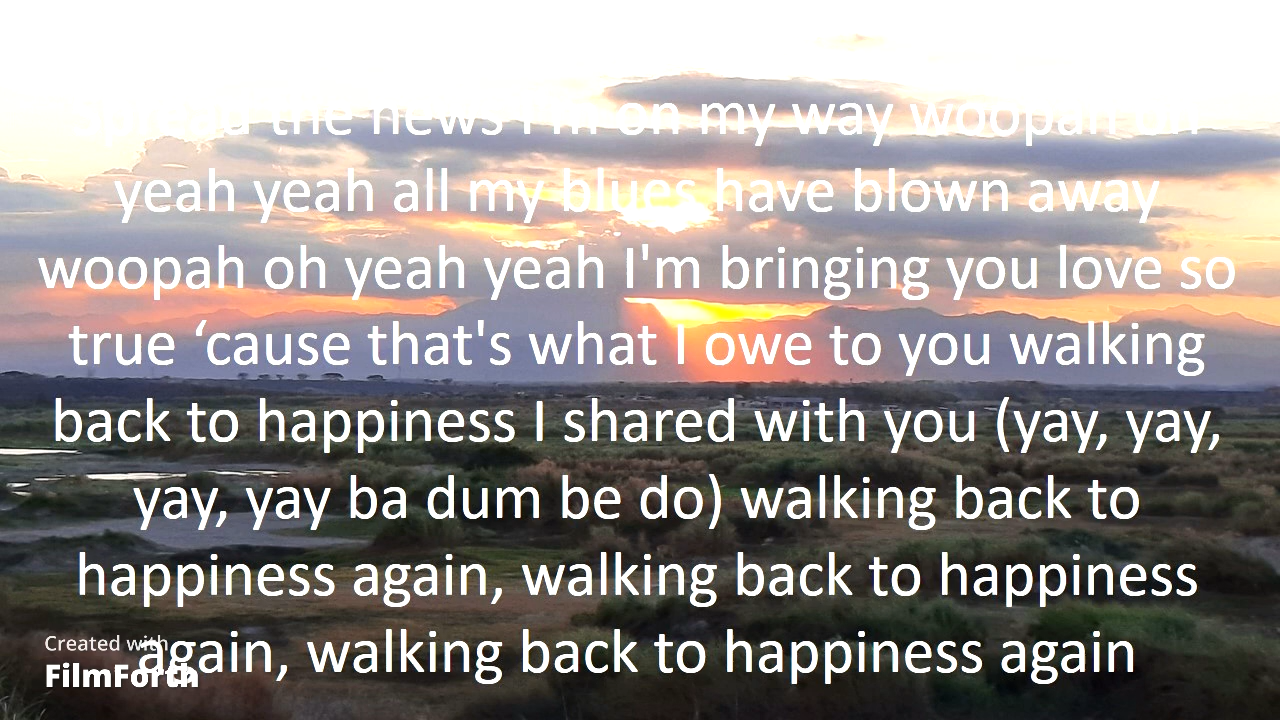 Spread the news I'm on my way woopah oh
yeah yeah all my blues have blown away
woopah oh yeah yeah I'm bringing you love so
true ‘cause that's what I owe to you walking
back to happiness I shared with you (yay, yay,
yay, yay ba dum be do) walking back to
happiness again, walking back to happiness
again, walking back to happiness again
Created with
FilmForth